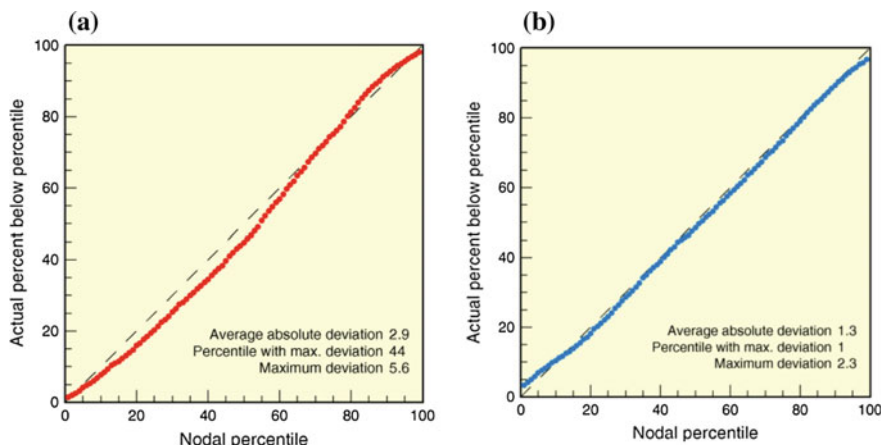 (a)
100
80
60
40
20
0
Actual percent below percentile
Average absolute deviation 2.9
Percentile with max. deviation 44
Maximum deviation 5.6
0 20 40 60 80 100
Nodal percentile
(b)
100
80
60
40
20
0
Actual percent below percentile
Average absolute deviation 1.3
Percentile with max. deviation 1
Maximum deviation 2.3
0 20 40 60 80 100
Nodal percentile